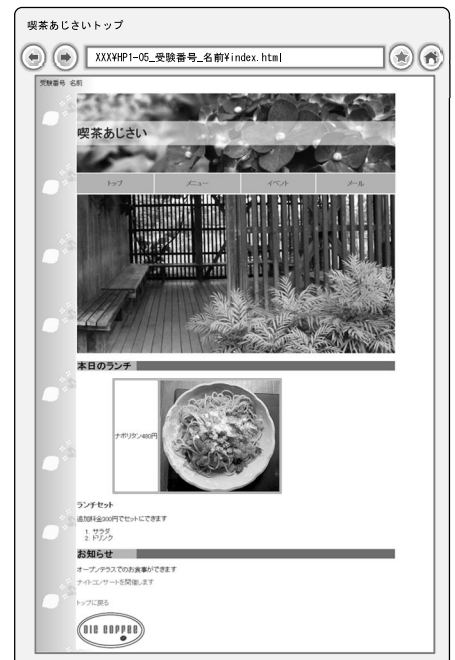 喫茶あじさいトップ
XXX¥HP1-05_受験番号_名前¥index.html
受験番号 名前
喫茶あじさい
トップ メニュー イベント メール
本日のランチ
ナポリタン480円
ランチセット
追加料金300円でセットにできます
1. サラダ
2. ドリンク
お知らせ
オープンテラスでのお食事ができます
ナイトコンサートを開催します
トップに戻る